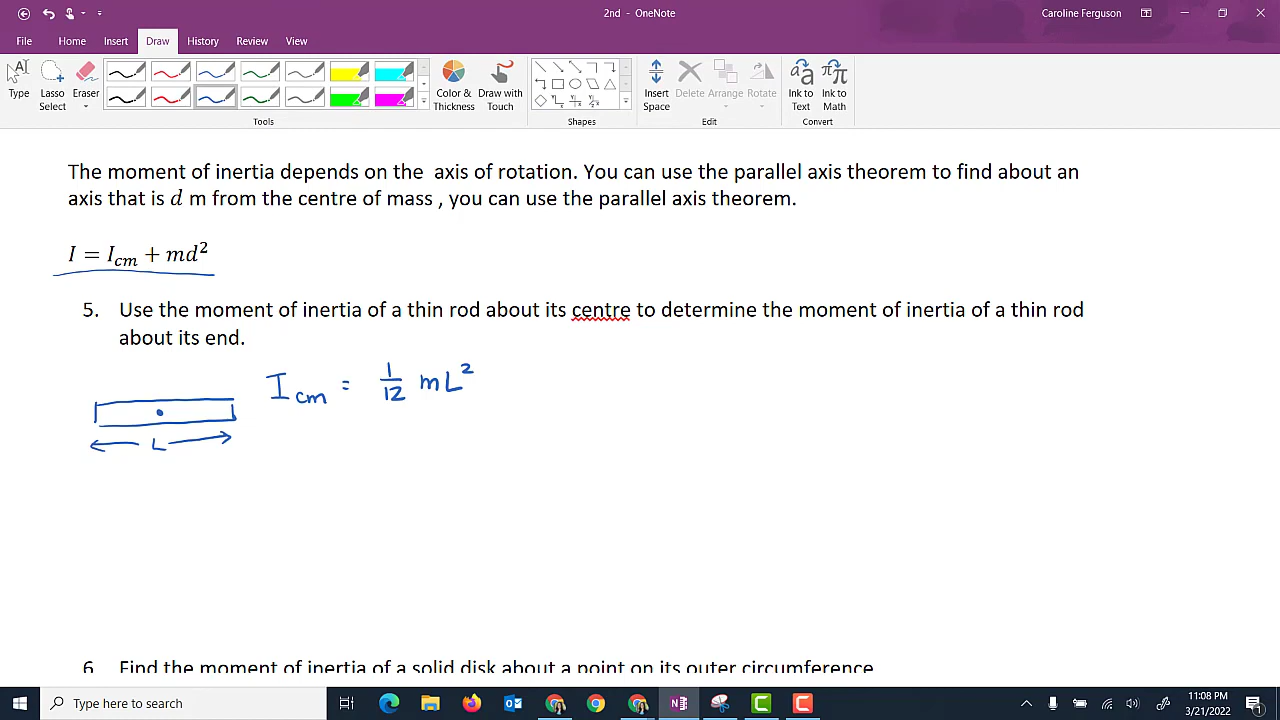 2nd - OneNote
Caroline Ferguson
File Home Insert Draw History Review View
Type
Lasso Select
Eraser
Color & Thickness
Draw with Touch
Insert Space
Delete
Arrange
Rotate
Ink to Text
Ink to Math
Tools
Shapes
Edit
Convert
The moment of inertia depends on the axis of rotation. You can use the parallel axis theorem to find about an
axis that is d m from the centre of mass , you can use the parallel axis theorem.
I = I_cm + md²
5. Use the moment of inertia of a thin rod about its centre to determine the moment of inertia of a thin rod
about its end.
I_cm = 1/12 mL²
L
6. Find the moment of inertia of a solid disk about a point on its outer circumference
Type here to search
11:08 PM
3/21/2022